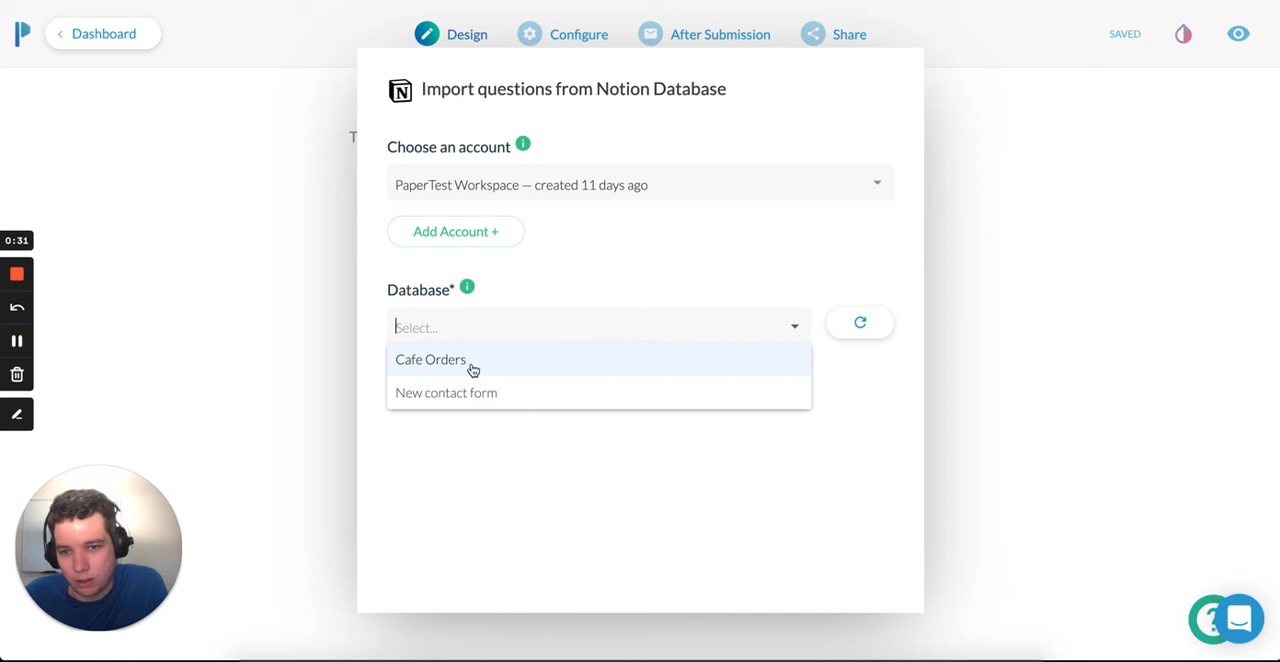 Dashboard
Design
Configure
After Submission
Share
SAVED
Import questions from Notion Database
T
Choose an account
PaperTest Workspace — created 11 days ago
Add Account +
0:31
Database*
Select...
Cafe Orders
New contact form